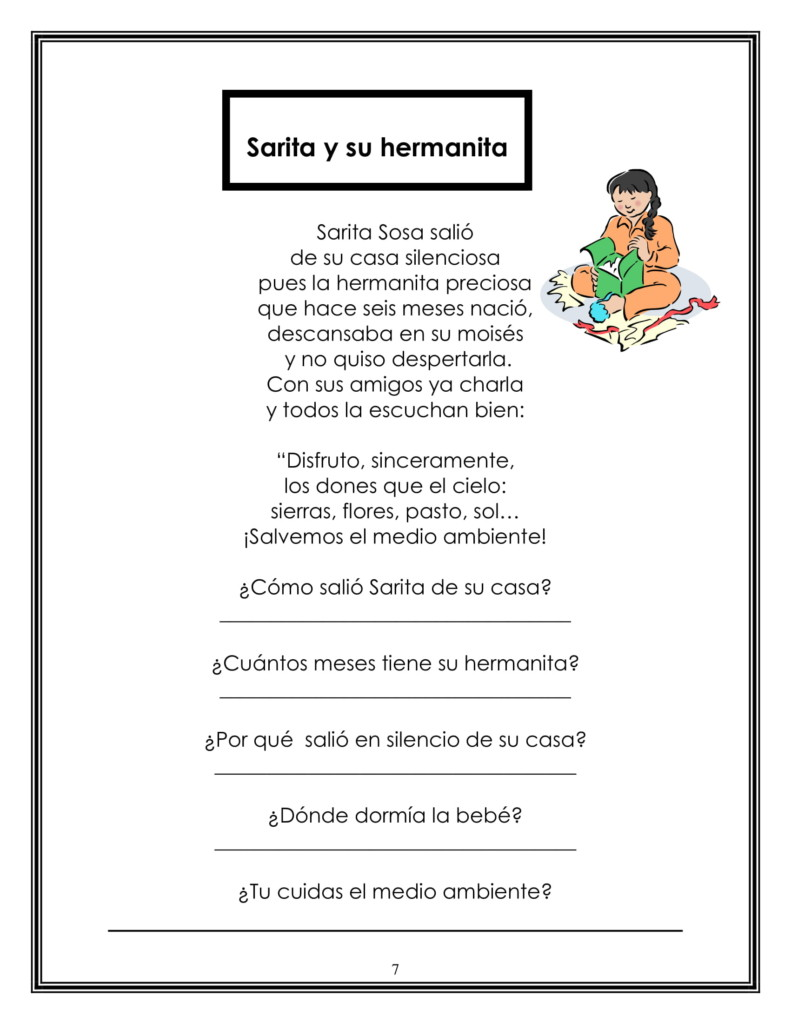 Sarita y su hermanita
Sarita Sosa salió
de su casa silenciosa
pues la hermanita preciosa
que hace seis meses nació,
descansaba en su moisés
y no quiso despertarla.
Con sus amigos ya charla
y todos la escuchan bien:
“Disfruto, sinceramente,
los dones que el cielo:
sierras, flores, pasto, sol…
¡Salvemos el medio ambiente!
¿Cómo salió Sarita de su casa?
¿Cuántos meses tiene su hermanita?
¿Por qué  salió en silencio de su casa?
¿Dónde dormía la bebé?
¿Tu cuidas el medio ambiente?
7